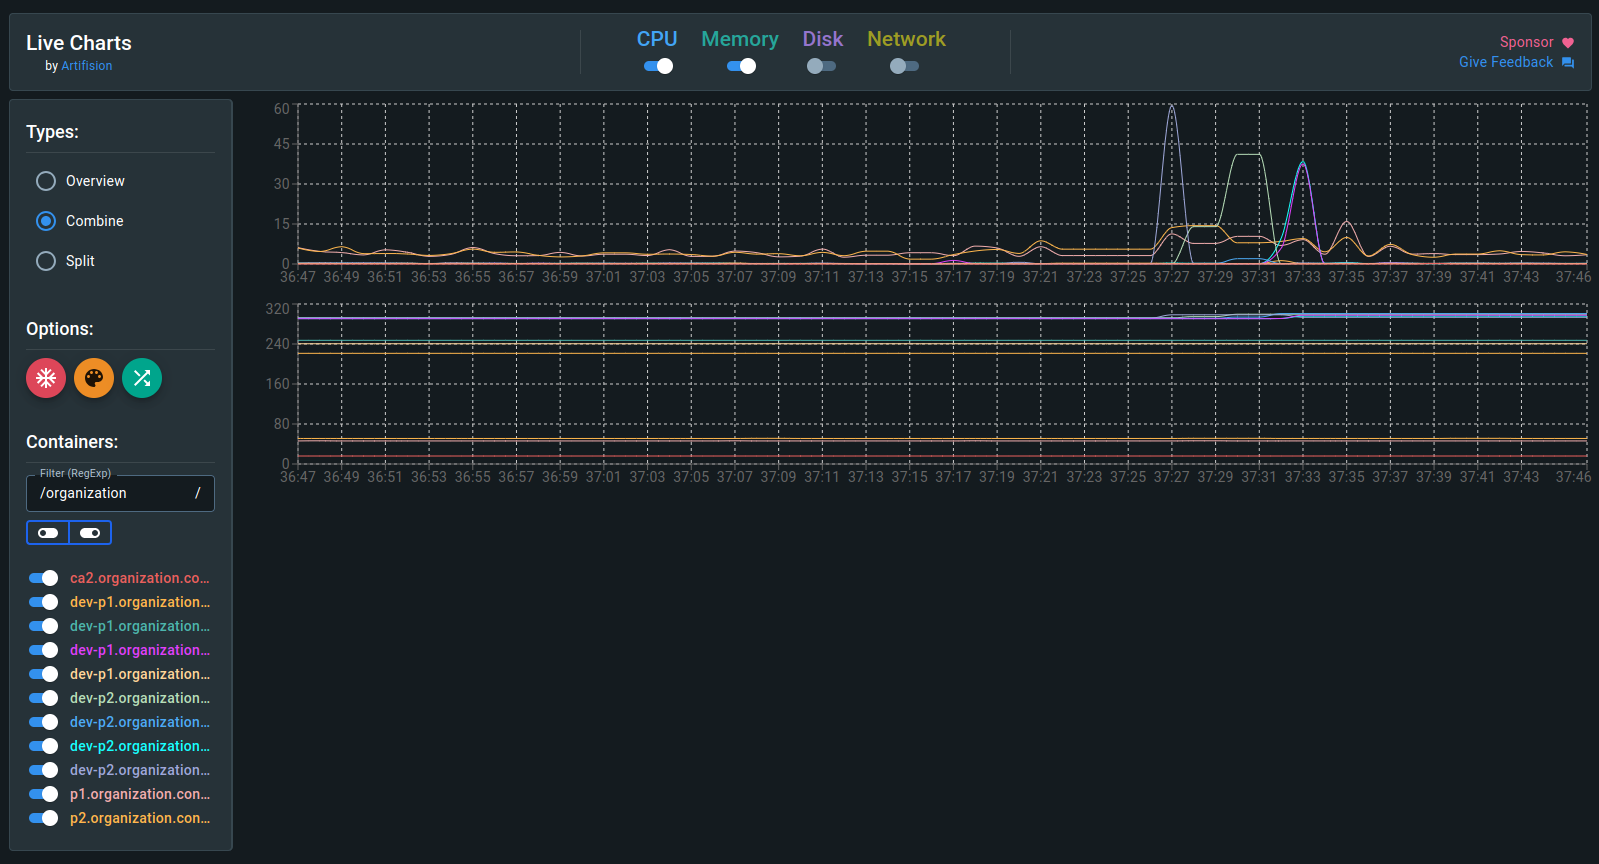 Live Charts
by Artifision
CPU Memory Disk Network
Sponsor
Give Feedback
Types:
Overview
Combine
Split
Options:
Containers:
Filter (RegExp)
/organization /
ca2.organization.co...
dev-p1.organization...
dev-p1.organization...
dev-p1.organization...
dev-p1.organization...
dev-p2.organization...
dev-p2.organization...
dev-p2.organization...
dev-p2.organization...
p1.organization.con...
p2.organization.con...
60
45
30
15
0
36:47 36:49 36:51 36:53 36:55 36:57 36:59 37:01 37:03 37:05 37:07 37:09 37:11 37:13 37:15 37:17 37:19 37:21 37:23 37:25 37:27 37:29 37:31 37:33 37:35 37:37 37:39 37:41 37:43 37:46
320
240
160
80
0
36:47 36:49 36:51 36:53 36:55 36:57 36:59 37:01 37:03 37:05 37:07 37:09 37:11 37:13 37:15 37:17 37:19 37:21 37:23 37:25 37:27 37:29 37:31 37:33 37:35 37:37 37:39 37:41 37:43 37:46